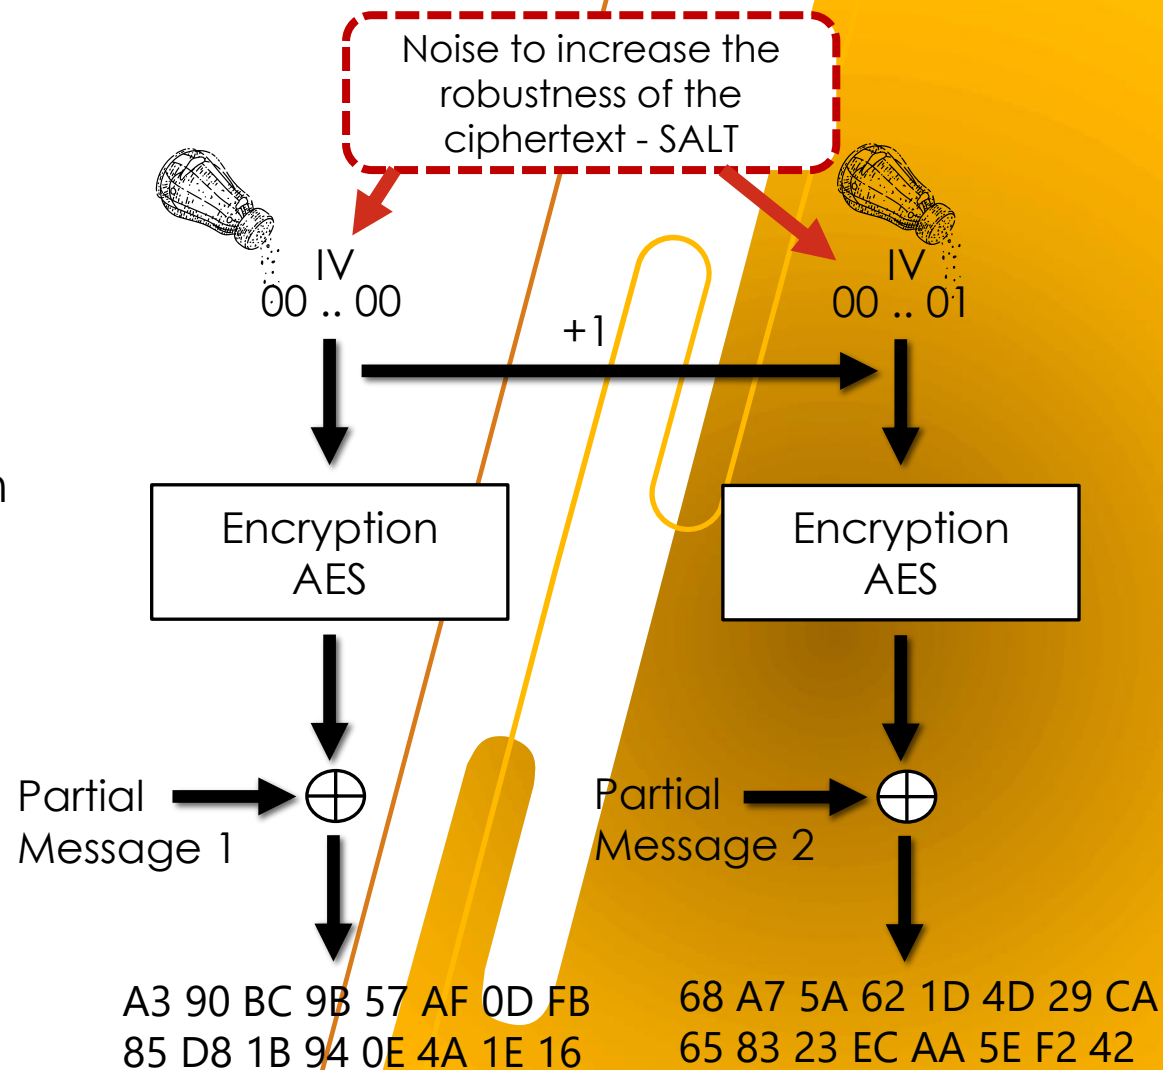 Noise to increase the
robustness of the
ciphertext - SALT
IV
00 .. 00
IV
00 .. 01
+1
n
Encryption
AES
Encryption
AES
Partial
Message 1
Partial
Message 2
A3 90 BC 9B 57 AF 0D FB
85 D8 1B 94 0E 4A 1E 16
68 A7 5A 62 1D 4D 29 CA
65 83 23 EC AA 5E F2 42